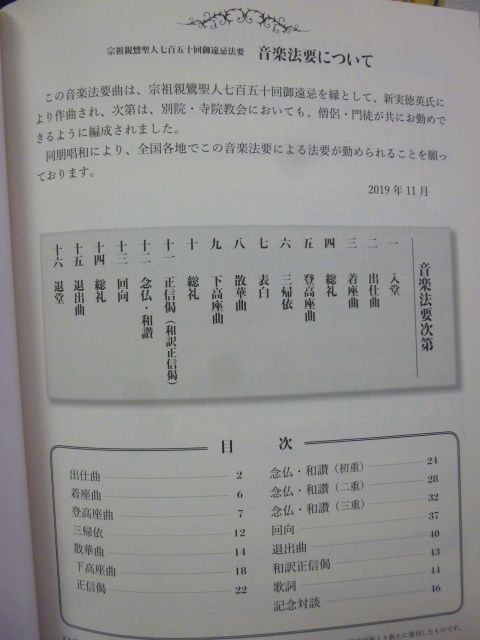 宗祖親鸞聖人七百五十回御遠忌法要 音楽法要について
この音楽法要曲は、宗祖親鸞聖人七百五十回御遠忌を縁として、新実徳英氏に
より作曲され、次第は、別院・寺院教会においても、僧侶・門徒が共にお勤めで
きるように編成されました。
同朋唱和により、全国各地でこの音楽法要による法要が勤められることを願っ
ております。
2019年11月
音楽法要次第
一 入堂
二 出仕曲
三 着座曲
四 総礼
五 登高座曲
六 三帰依
七 表白
八 散華曲
九 下高座曲
十 総礼
十一 正信偈(和訳正信偈)
十二 念仏・和讃
十三 回向
十四 総礼
十五 退出曲
十六 退堂
目 次
出仕曲 2
着座曲 6
登高座曲 7
三帰依 12
散華曲 14
下高座曲 18
正信偈 22
念仏・和讃(初重) 24
念仏・和讃(二重) 28
念仏・和讃(三重) 32
回向 37
退出曲 40
和訳正信偈 43
歌詞 44
記念対談 46